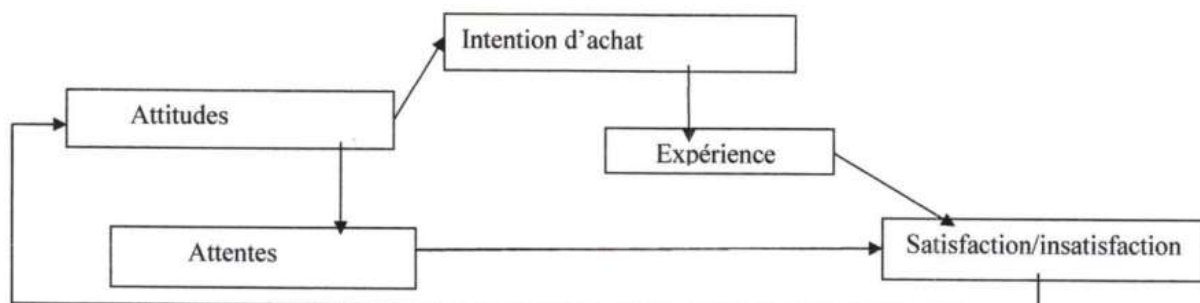 Intention d’achat
Attitudes
Expérience
Attentes
Satisfaction/insatisfaction